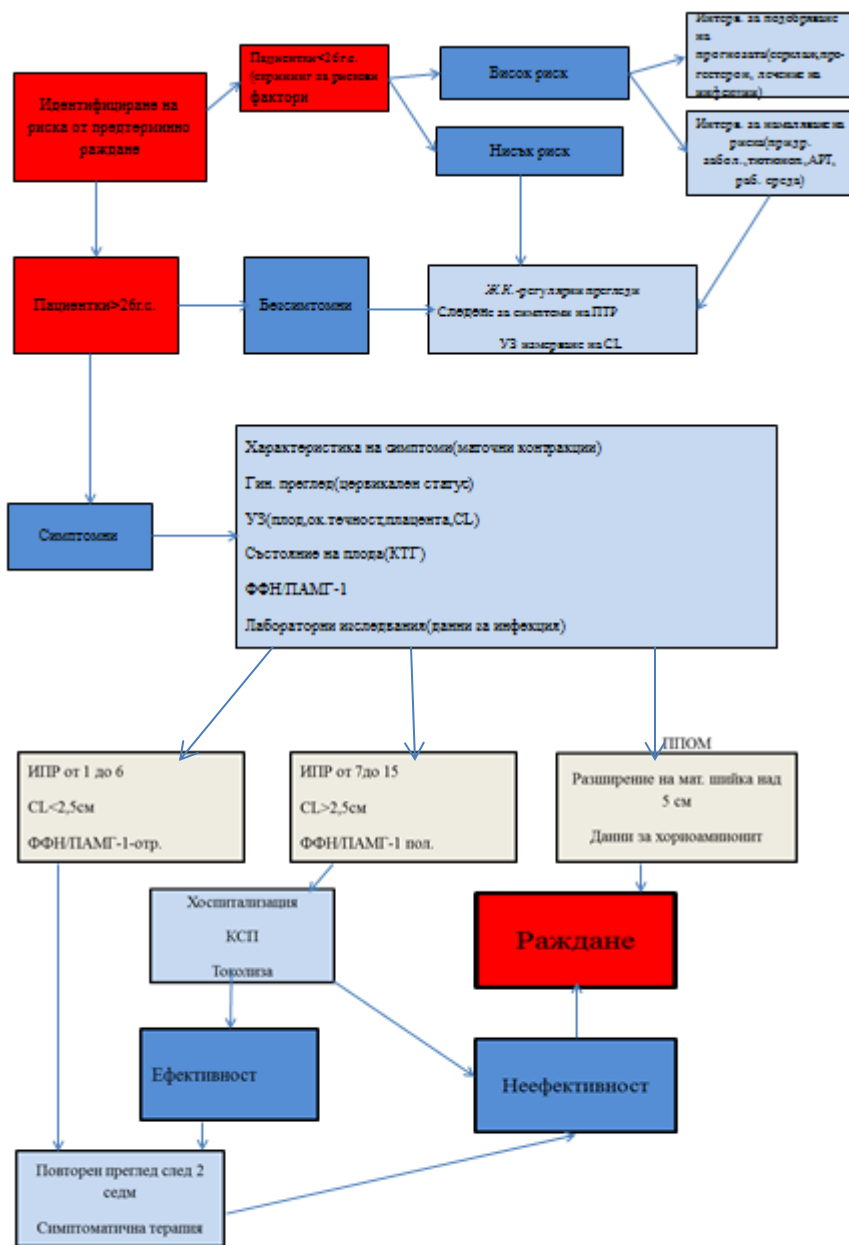 Идентифициране на
риска от предтерминно
раждане
Пациентки<26г.с.
(скрининг за рискови
фактори
Висок риск
Нисък риск
Интерв. за подобряване
на
прогнозата(серклаж,про-
гестерон, лечение на
инфекции)
Интерв. за намаляване на
риска(придр.
забол.,тютюноп.,АРТ,
раб. среда)
Пациентки>26г.с.
Безсимтомни
Ж.К.-регулярни прегледи
Следене за симптоми на ПТР
УЗ измерване на CL
Симптомни
Характеристика на симптоми(маточни контракции)
Гин. преглед(цервикален статус)
УЗ(плод,ок.течност,плацента,CL)
Състояние на плода(КТГ)
ФФН/ПАМГ-1
Лабораторни изследвания(данни за инфекция)
ИПР от 1 до 6
CL<2,5см
ФФН/ПАМГ-1-отр.
ИПР от 7до 15
CL>2,5см
ФФН/ПАМГ-1 пол.
ППОМ
Разширение на мат. шийка над
5 см
Данни за хориоамнионит
Хоспитализация
КСП
Токолиза
Раждане
Ефективност
Неефективност
Повторен преглед след 2
седм
Симптоматична терапия